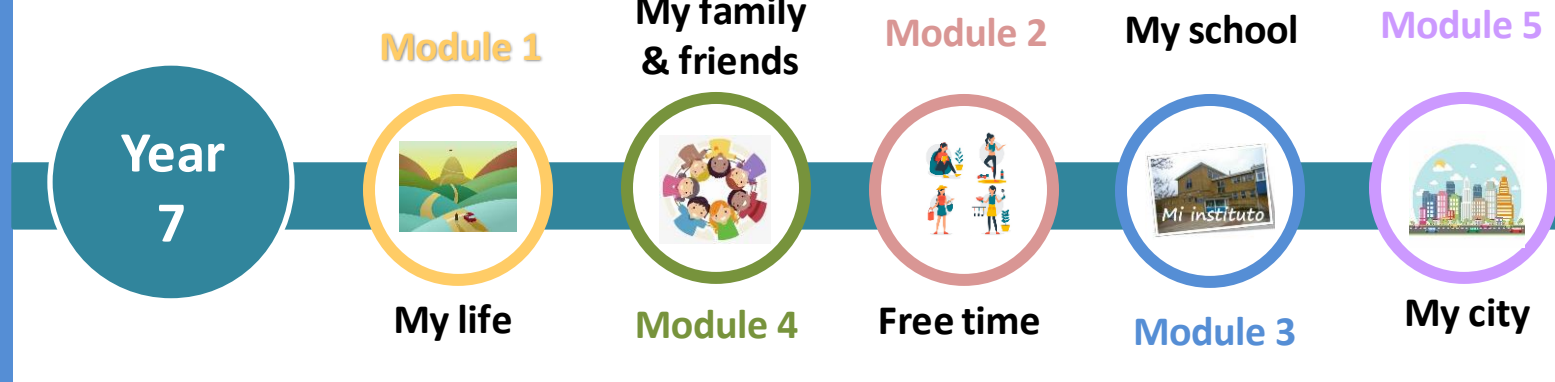 Year
7
Module 1
My life
My family
& friends
Module 4
Module 2
Free time
My school
Mi instituto
Module 3
Module 5
My city